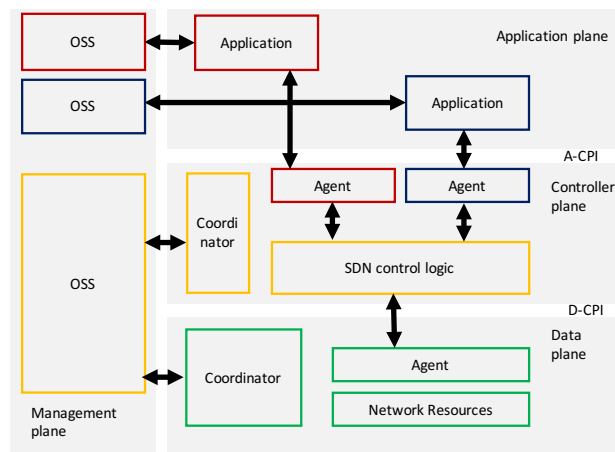 OSS
Application
Application plane
OSS
Application
A-CPI
Agent
Agent
Controller
plane
Coordi
nator
OSS
SDN control logic
D-CPI
Data
plane
Coordinator
Agent
Network Resources
Management
plane